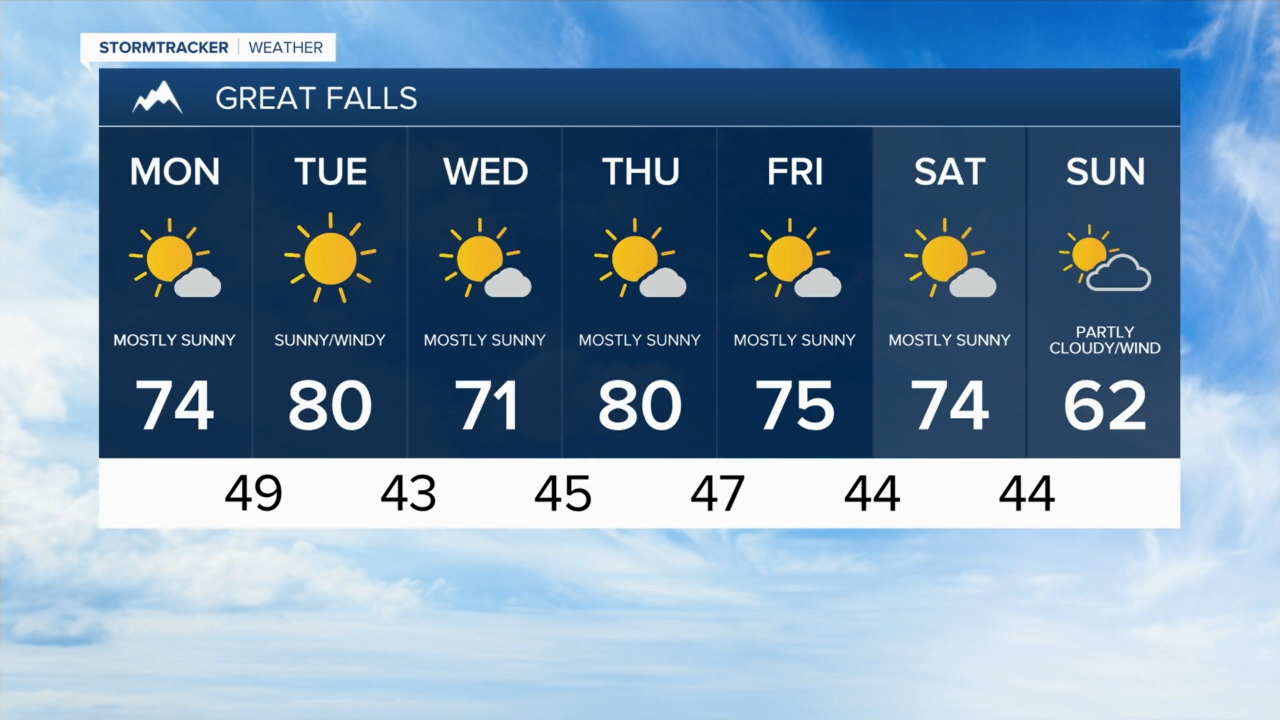 STORMTRACKER | WEATHER
GREAT FALLS
MON TUE WED THU FRI SAT SUN
MOSTLY SUNNY SUNNY/WINDY MOSTLY SUNNY MOSTLY SUNNY MOSTLY SUNNY MOSTLY SUNNY PARTLY
CLOUDY/WIND
74 80 71 80 75 74 62
49 43 45 47 44 44